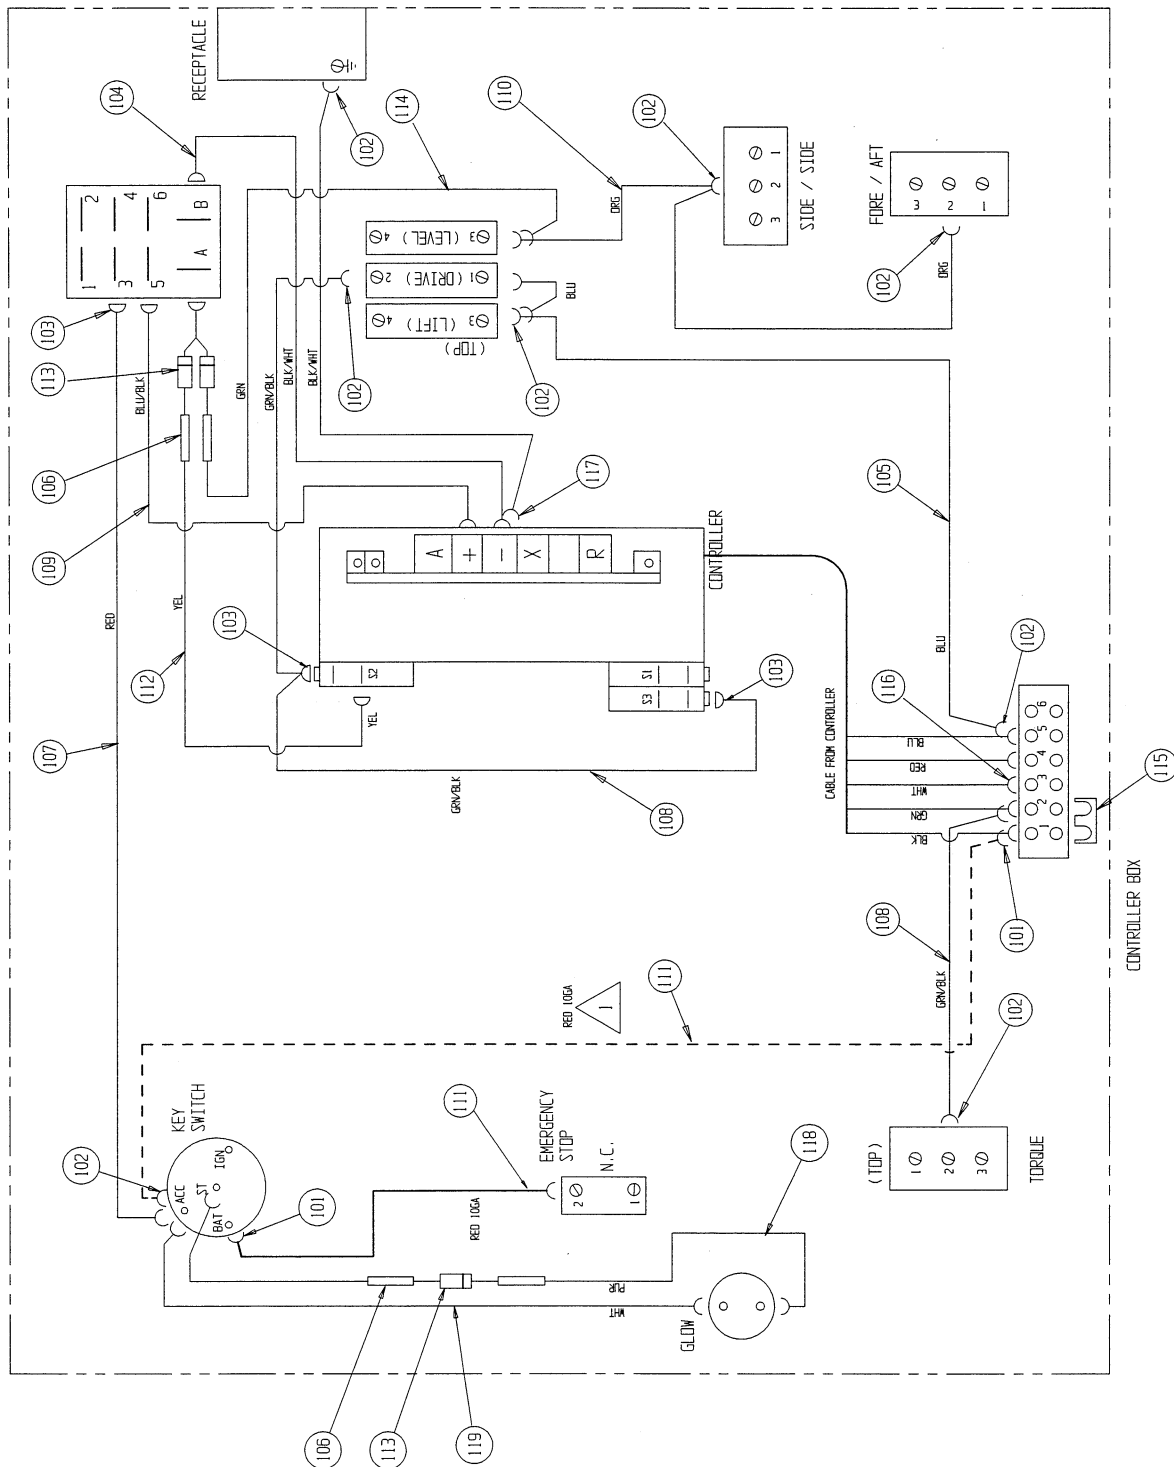 RECEPTACLE
104
102
114
110
102
1
2
3
4
5
6
A
B
103
113
106
109
BLU/BLK
GRN
GRN/BLK
BLK/WHT
BLK/WHT
102
3 (LEVEL) 4
1 (DRIVE) 2
3 (LIFT) 4
(TOP)
102
BLU
ORG
3 2 1
SIDE / SIDE
FORE / AFT
3
2
1
102
ORG
RED
YEL
112
107
103
S2
YEL
A
+
-
X
R
117
CONTROLLER
S1
S3
103
GRN/BLK
108
105
BLU
CABLE FROM CONTROLLER
BLU
RED
WHT
GRN
BLK
116
102
1 2 3 4 5 6
115
101
CONTROLLER BOX
108
GRN/BLK
102
RED 10GA
1
111
KEY
SWITCH
102
ACC
ST
IGN
BAT
101
RED 10GA
111
EMERGENCY
STOP
N.C.
2
1
(TOP)
1
2
3
TORQUE
118
PUR
WHT
GLOW
106
113
119